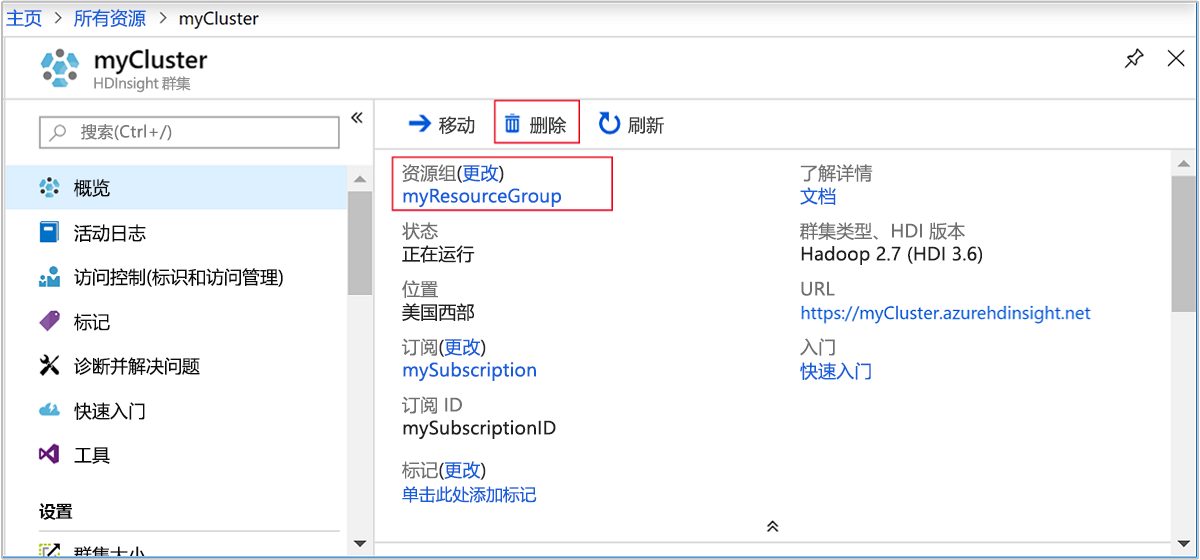 主页 > 所有资源 > myCluster
myCluster
HDInsight 群集
搜索(Ctrl+/)
概览
活动日志
访问控制(标识和访问管理)
标记
诊断并解决问题
快速入门
工具
设置
群集大小
移动 删除 刷新
资源组(更改)
myResourceGroup
状态
正在运行
位置
美国西部
订阅(更改)
mySubscription
订阅 ID
mySubscriptionID
标记(更改)
单击此处添加标记
了解详情
文档
群集类型、HDI 版本
Hadoop 2.7 (HDI 3.6)
URL
https://myCluster.azurehdinsight.net
入门
快速入门